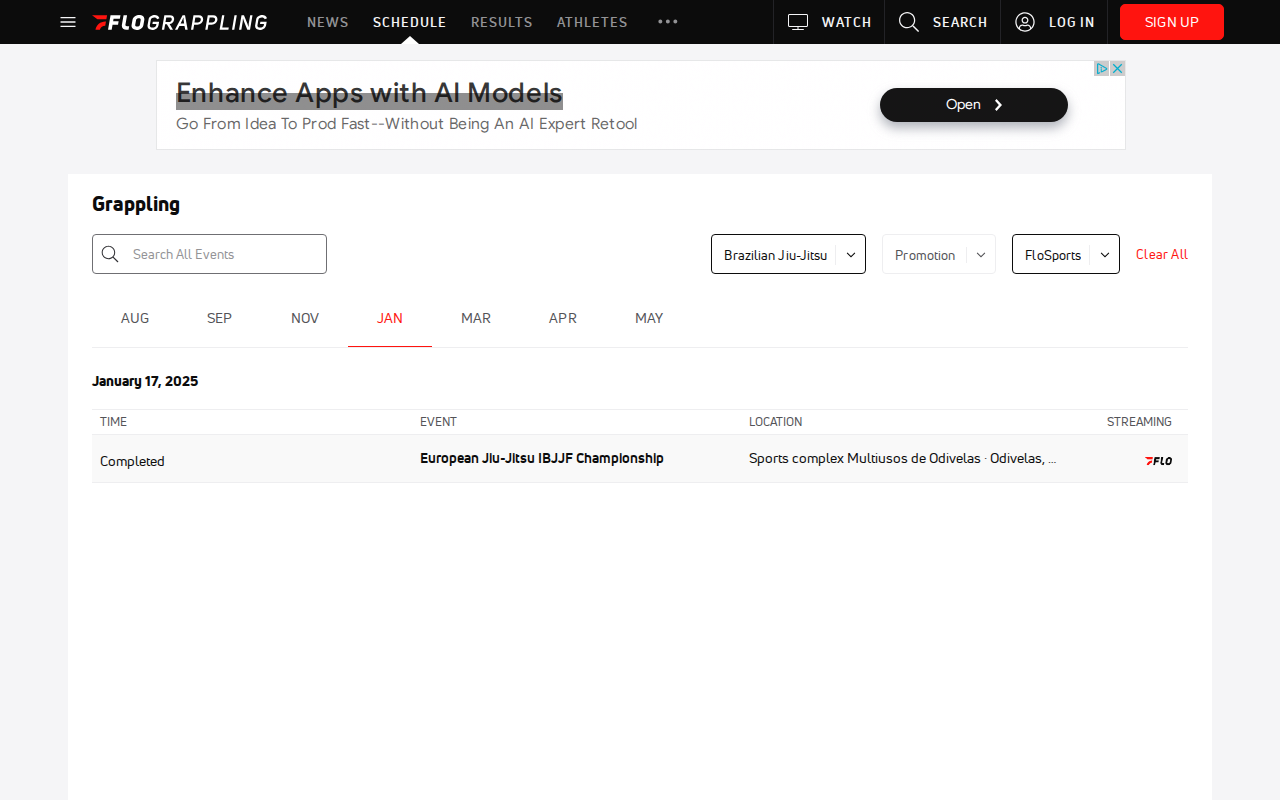 FLOGRAPPLING NEWS SCHEDULE RESULTS ATHLETES WATCH SEARCH LOG IN SIGN UP
Enhance Apps with AI Models
Go From Idea To Prod Fast--Without Being An AI Expert Retool
Open
Grappling
Search All Events Brazilian Jiu-Jitsu Promotion FloSports Clear All
AUG SEP NOV JAN MAR APR MAY
January 17, 2025
TIME EVENT LOCATION STREAMING
Completed European Jiu-Jitsu IBJJF Championship Sports complex Multiusos de Odivelas · Odivelas, ... FLO